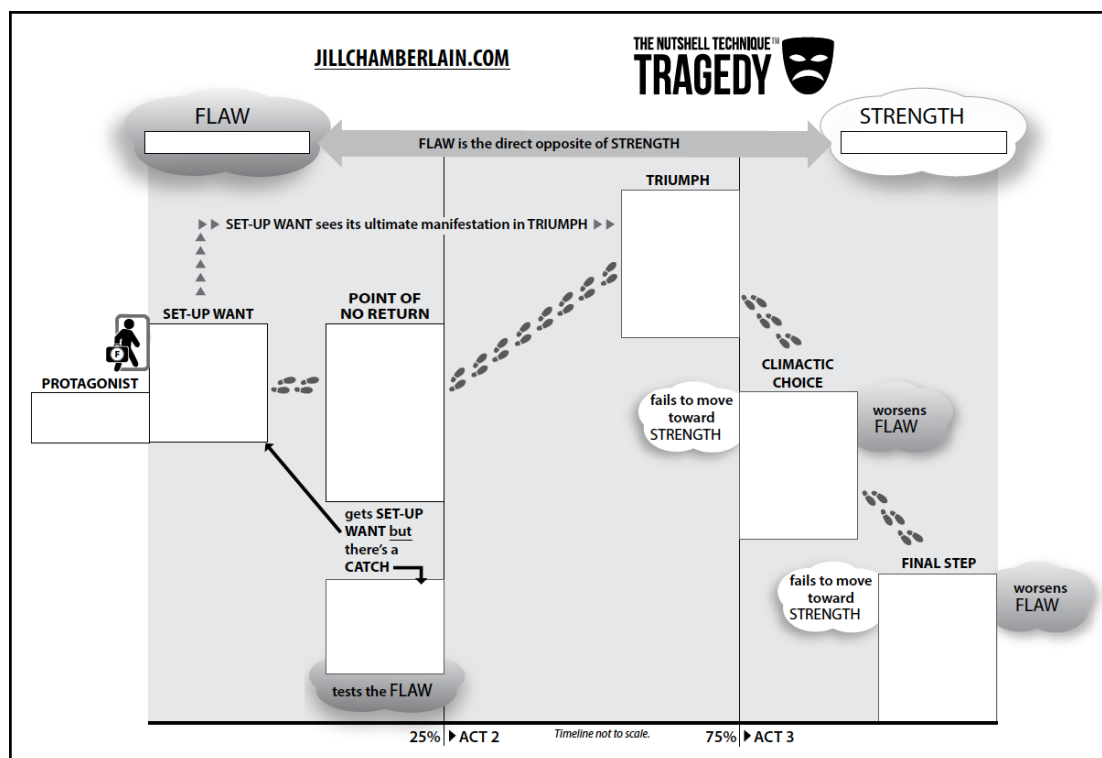 JILLCHAMBERLAIN.COM
THE NUTSHELL TECHNIQUE™
TRAGEDY
FLAW
STRENGTH
FLAW is the direct opposite of STRENGTH
TRIUMPH
SET-UP WANT sees its ultimate manifestation in TRIUMPH
POINT OF
NO RETURN
SET-UP WANT
F
PROTAGONIST
CLIMACTIC
CHOICE
fails to move
toward
STRENGTH
worsens
FLAW
gets SET-UP
WANT but
there's a
CATCH
FINAL STEP
fails to move
toward
STRENGTH
worsens
FLAW
tests the FLAW
25%
ACT 2
Timeline not to scale.
75%
ACT 3